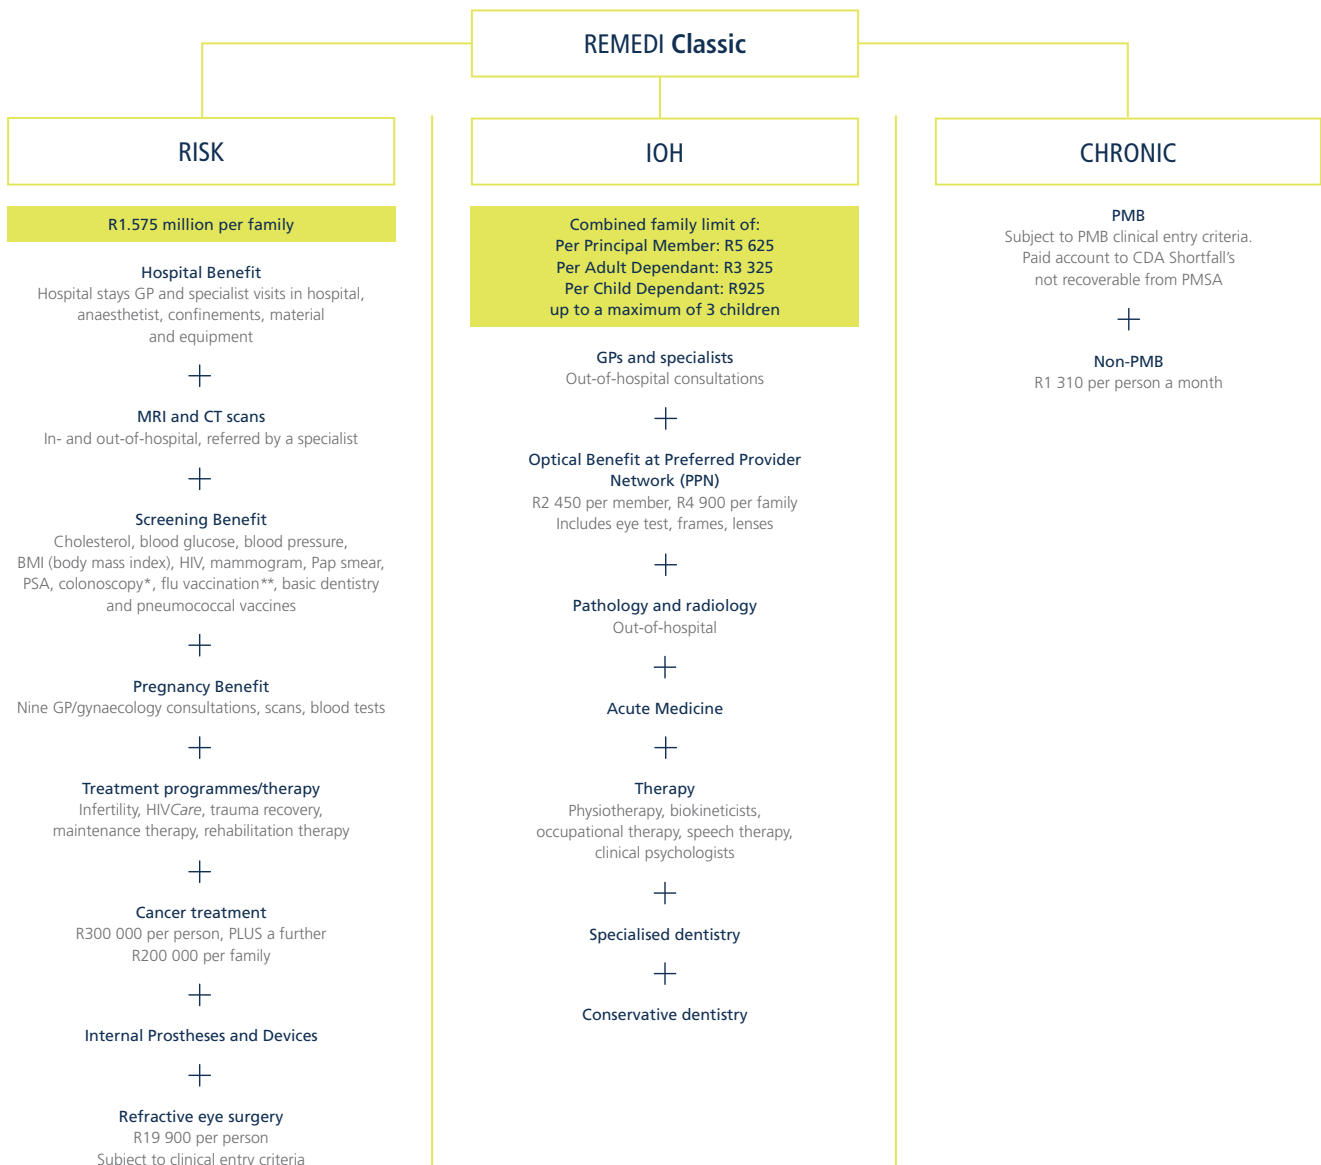 REMEDI Classic
RISK
R1.575 million per family
Hospital Benefit
Hospital stays GP and specialist visits in hospital,
anaesthetist, confinements, material
and equipment
+
MRI and CT scans
In- and out-of-hospital, referred by a specialist
+
Screening Benefit
Cholesterol, blood glucose, blood pressure,
BMI (body mass index), HIV, mammogram, Pap smear,
PSA, colonoscopy*, flu vaccination**, basic dentistry
and pneumococcal vaccines
+
Pregnancy Benefit
Nine GP/gynaecology consultations, scans, blood tests
+
Treatment programmes/therapy
Infertility, HIVCare, trauma recovery,
maintenance therapy, rehabilitation therapy
+
Cancer treatment
R300 000 per person, PLUS a further
R200 000 per family
+
Internal Prostheses and Devices
+
Refractive eye surgery
R19 900 per person
Subject to clinical entry criteria
IOH
Combined family limit of:
Per Principal Member: R5 625
Per Adult Dependant: R3 325
Per Child Dependant: R925
up to a maximum of 3 children
GPs and specialists
Out-of-hospital consultations
+
Optical Benefit at Preferred Provider
Network (PPN)
R2 450 per member, R4 900 per family
Includes eye test, frames, lenses
+
Pathology and radiology
Out-of-hospital
+
Acute Medicine
+
Therapy
Physiotherapy, biokineticists,
occupational therapy, speech therapy,
clinical psychologists
+
Specialised dentistry
+
Conservative dentistry
CHRONIC
PMB
Subject to PMB clinical entry criteria.
Paid account to CDA Shortfall's
not recoverable from PMSA
+
Non-PMB
R1 310 per person a month